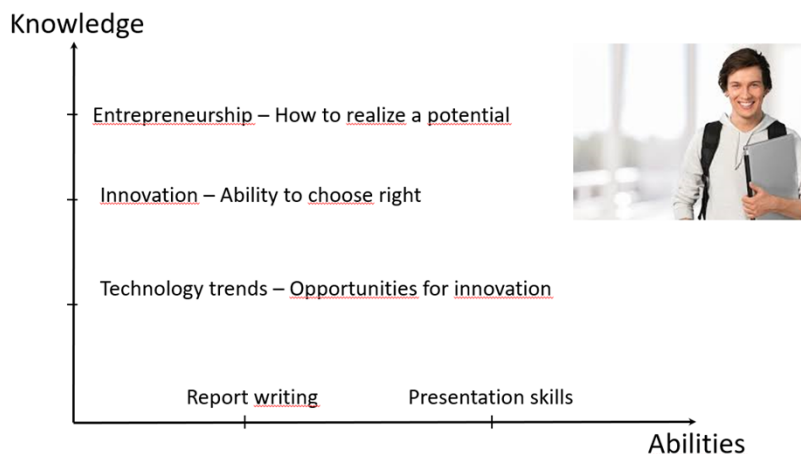 Knowledge
Entrepreneurship – How to realize a potential
Innovation – Ability to choose right
Technology trends – Opportunities for innovation
Report writing
Presentation skills
Abilities